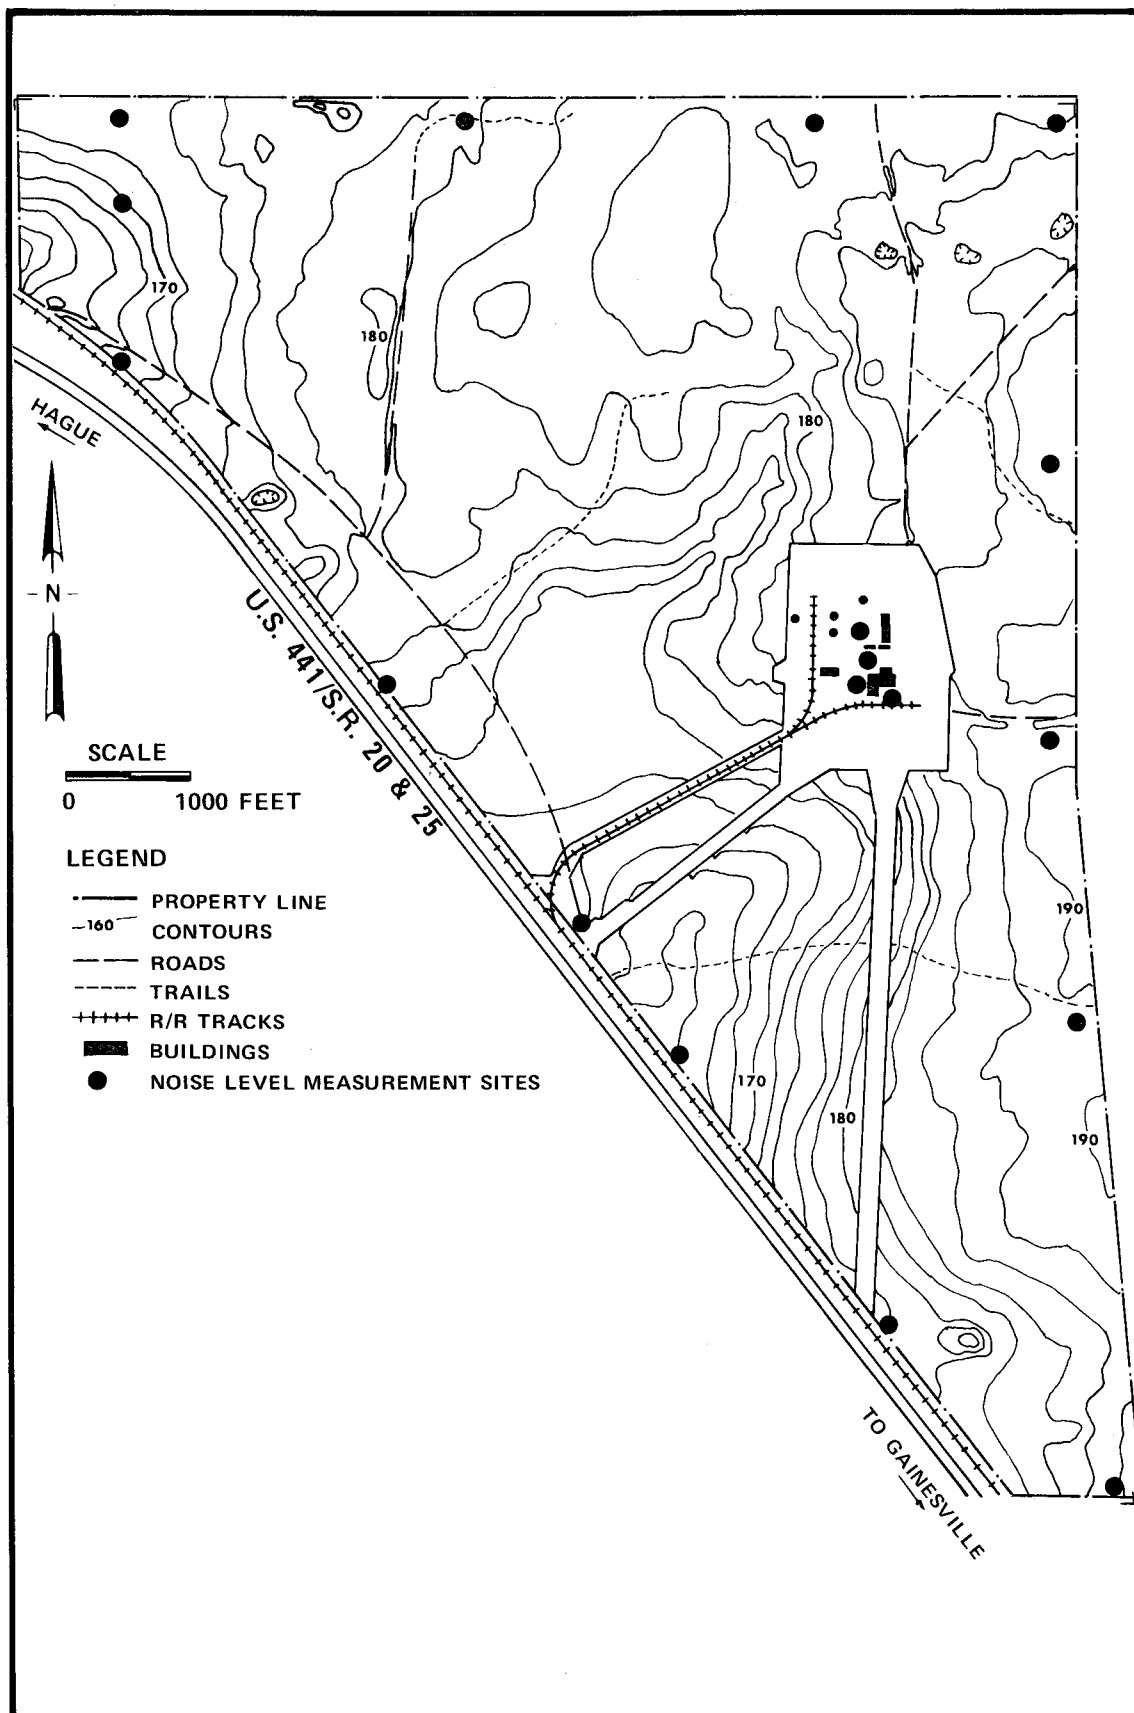 170
180
180
HAGUE
- N -
U.S. 441/S.R. 20 & 25
SCALE
0 1000 FEET
LEGEND
PROPERTY LINE
160
CONTOURS
ROADS
TRAILS
R/R TRACKS
BUILDINGS
NOISE LEVEL MEASUREMENT SITES
190
170
180
190
TO GAINESVILLE